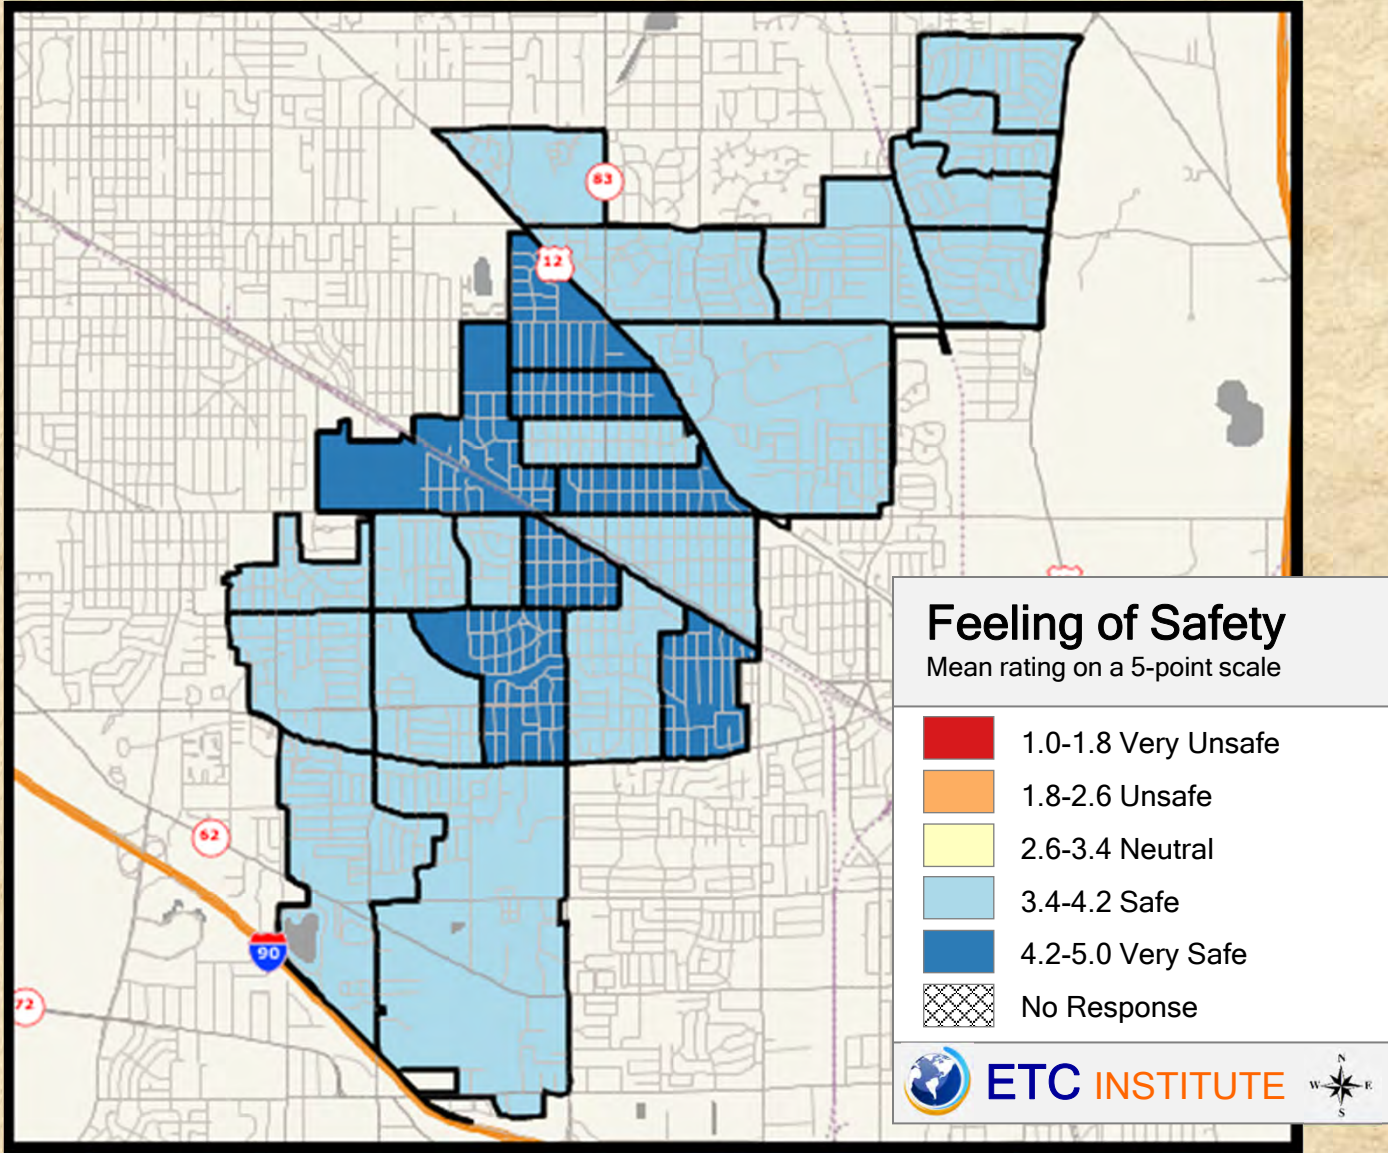 83
12
62
90
72
Feeling of Safety
Mean rating on a 5-point scale
1.0-1.8 Very Unsafe
1.8-2.6 Unsafe
2.6-3.4 Neutral
3.4-4.2 Safe
4.2-5.0 Very Safe
No Response
ETC INSTITUTE
N
W E
S